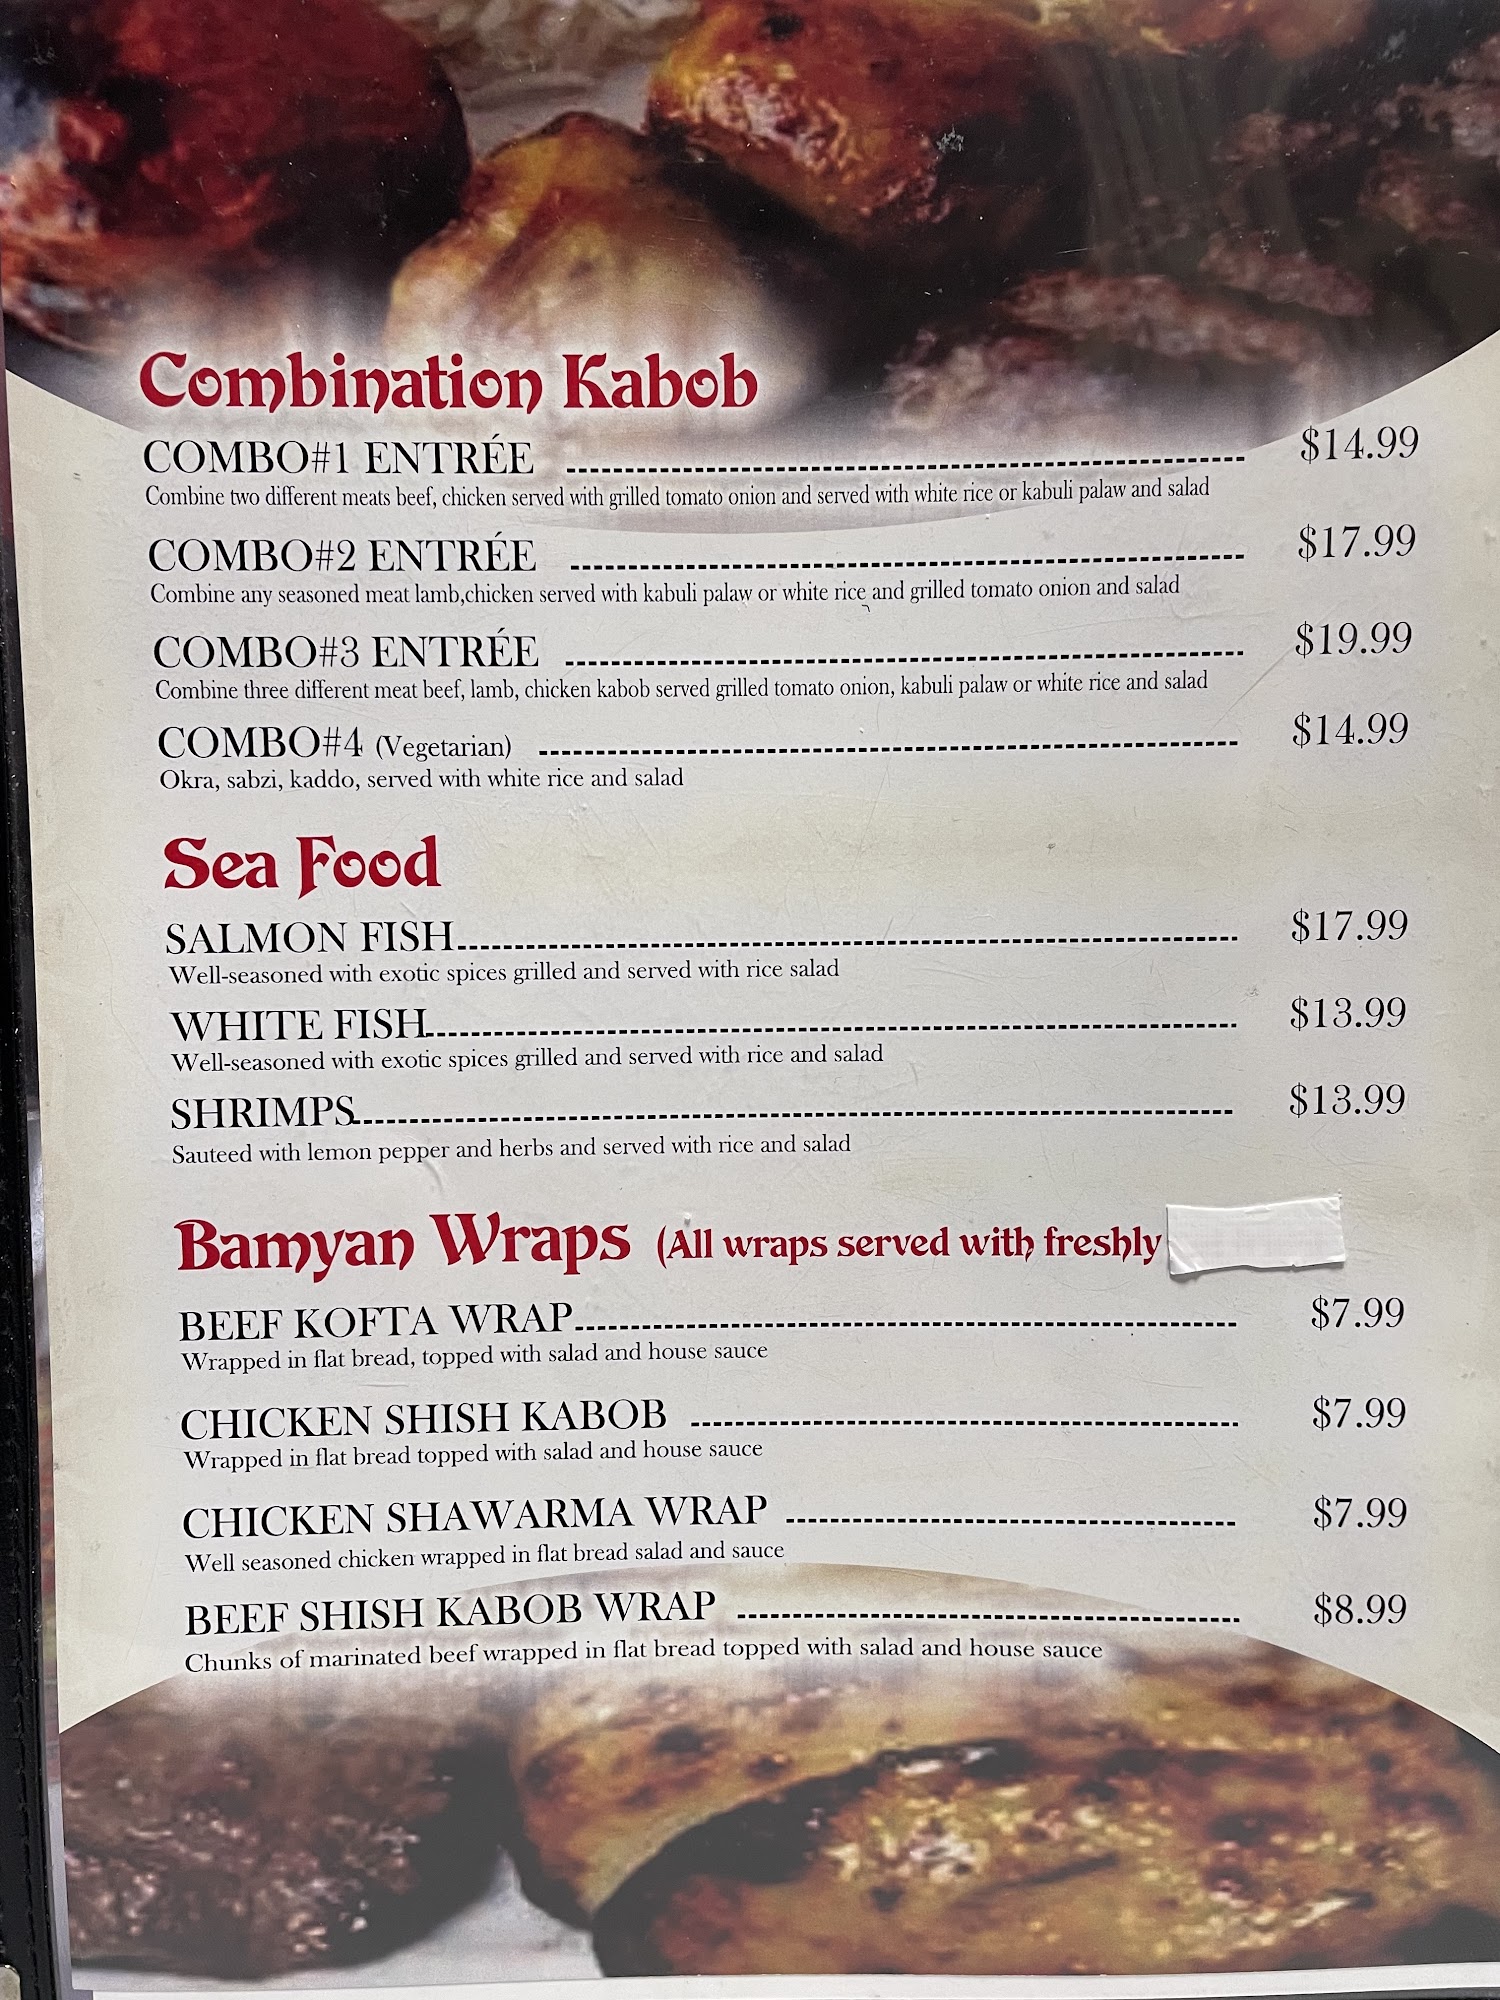 Combination Kabob
COMBO#1 ENTRÉE $14.99
Combine two different meats beef, chicken served with grilled tomato onion and served with white rice or kabuli palaw and salad
COMBO#2 ENTRÉE $17.99
Combine any seasoned meat lamb,chicken served with kabuli palaw or white rice and grilled tomato onion and salad
COMBO#3 ENTRÉE $19.99
Combine three different meat beef, lamb, chicken kabob served grilled tomato onion, kabuli palaw or white rice and salad
COMBO#4 (Vegetarian) $14.99
Okra, sabzi, kaddo, served with white rice and salad
Sea Food
SALMON FISH $17.99
Well-seasoned with exotic spices grilled and served with rice salad
WHITE FISH $13.99
Well-seasoned with exotic spices grilled and served with rice and salad
SHRIMPS $13.99
Sauteed with lemon pepper and herbs and served with rice and salad
Bamyan Wraps (All wraps served with freshly
BEEF KOFTA WRAP $7.99
Wrapped in flat bread, topped with salad and house sauce
CHICKEN SHISH KABOB $7.99
Wrapped in flat bread topped with salad and house sauce
CHICKEN SHAWARMA WRAP $7.99
Well seasoned chicken wrapped in flat bread salad and sauce
BEEF SHISH KABOB WRAP $8.99
Chunks of marinated beef wrapped in flat bread topped with salad and house sauce